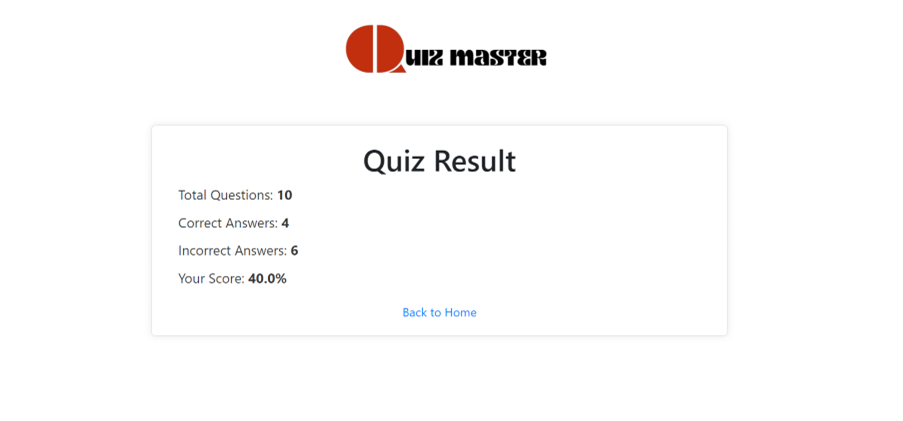 Quiz master
Quiz Result
Total Questions: 10
Correct Answers: 4
Incorrect Answers: 6
Your Score: 40.0%
Back to Home